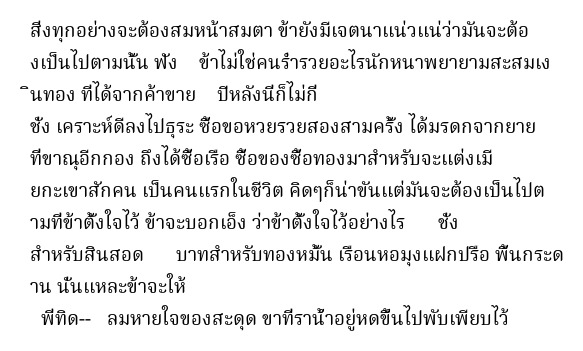 สิ่งทุกอย่างจะต้องสมหน้าสมตา ข้ายังมีเจตนาแน่วแน่ว่ามันจะต้อ
งเป็นไปตามนั้น ฟัง ข้าไม่ใช่คนร่ำรวยอะไรนักหนาพยายามสะสมเง
ินทอง ที่ได้จากค้าขาย ปีหลังนี้ก็ไม่กี่
ชั่ง เคราะห์ดีลงไปธุระ ซื้อขอหวยรวยสองสามครั้ง ได้มรดกจากยาย
ที่ขาณุอีกกอง ถึงได้ซื้อเรือ ซื้อของซื้อทองมาสำหรับจะแต่งเมี
ยกะเขาสักคน เป็นคนแรกในชีวิต คิดๆก็น่าขันแต่มันจะต้องเป็นไปต
ามที่ข้าตั้งใจไว้ ข้าจะบอกเอ็ง ว่าข้าตั้งใจไว้อย่างไร ชั่ง
สำหรับสินสอด บาทสำหรับทองหมั้น เรือนหอมุงแฝกปรือ พื้นกระด
าน นั่นแหละข้าจะให้
พี่ทิด-- ลมหายใจของสะดุด ขาที่ราน้ำอยู่หดขึ้นไปพับเพียบไว้